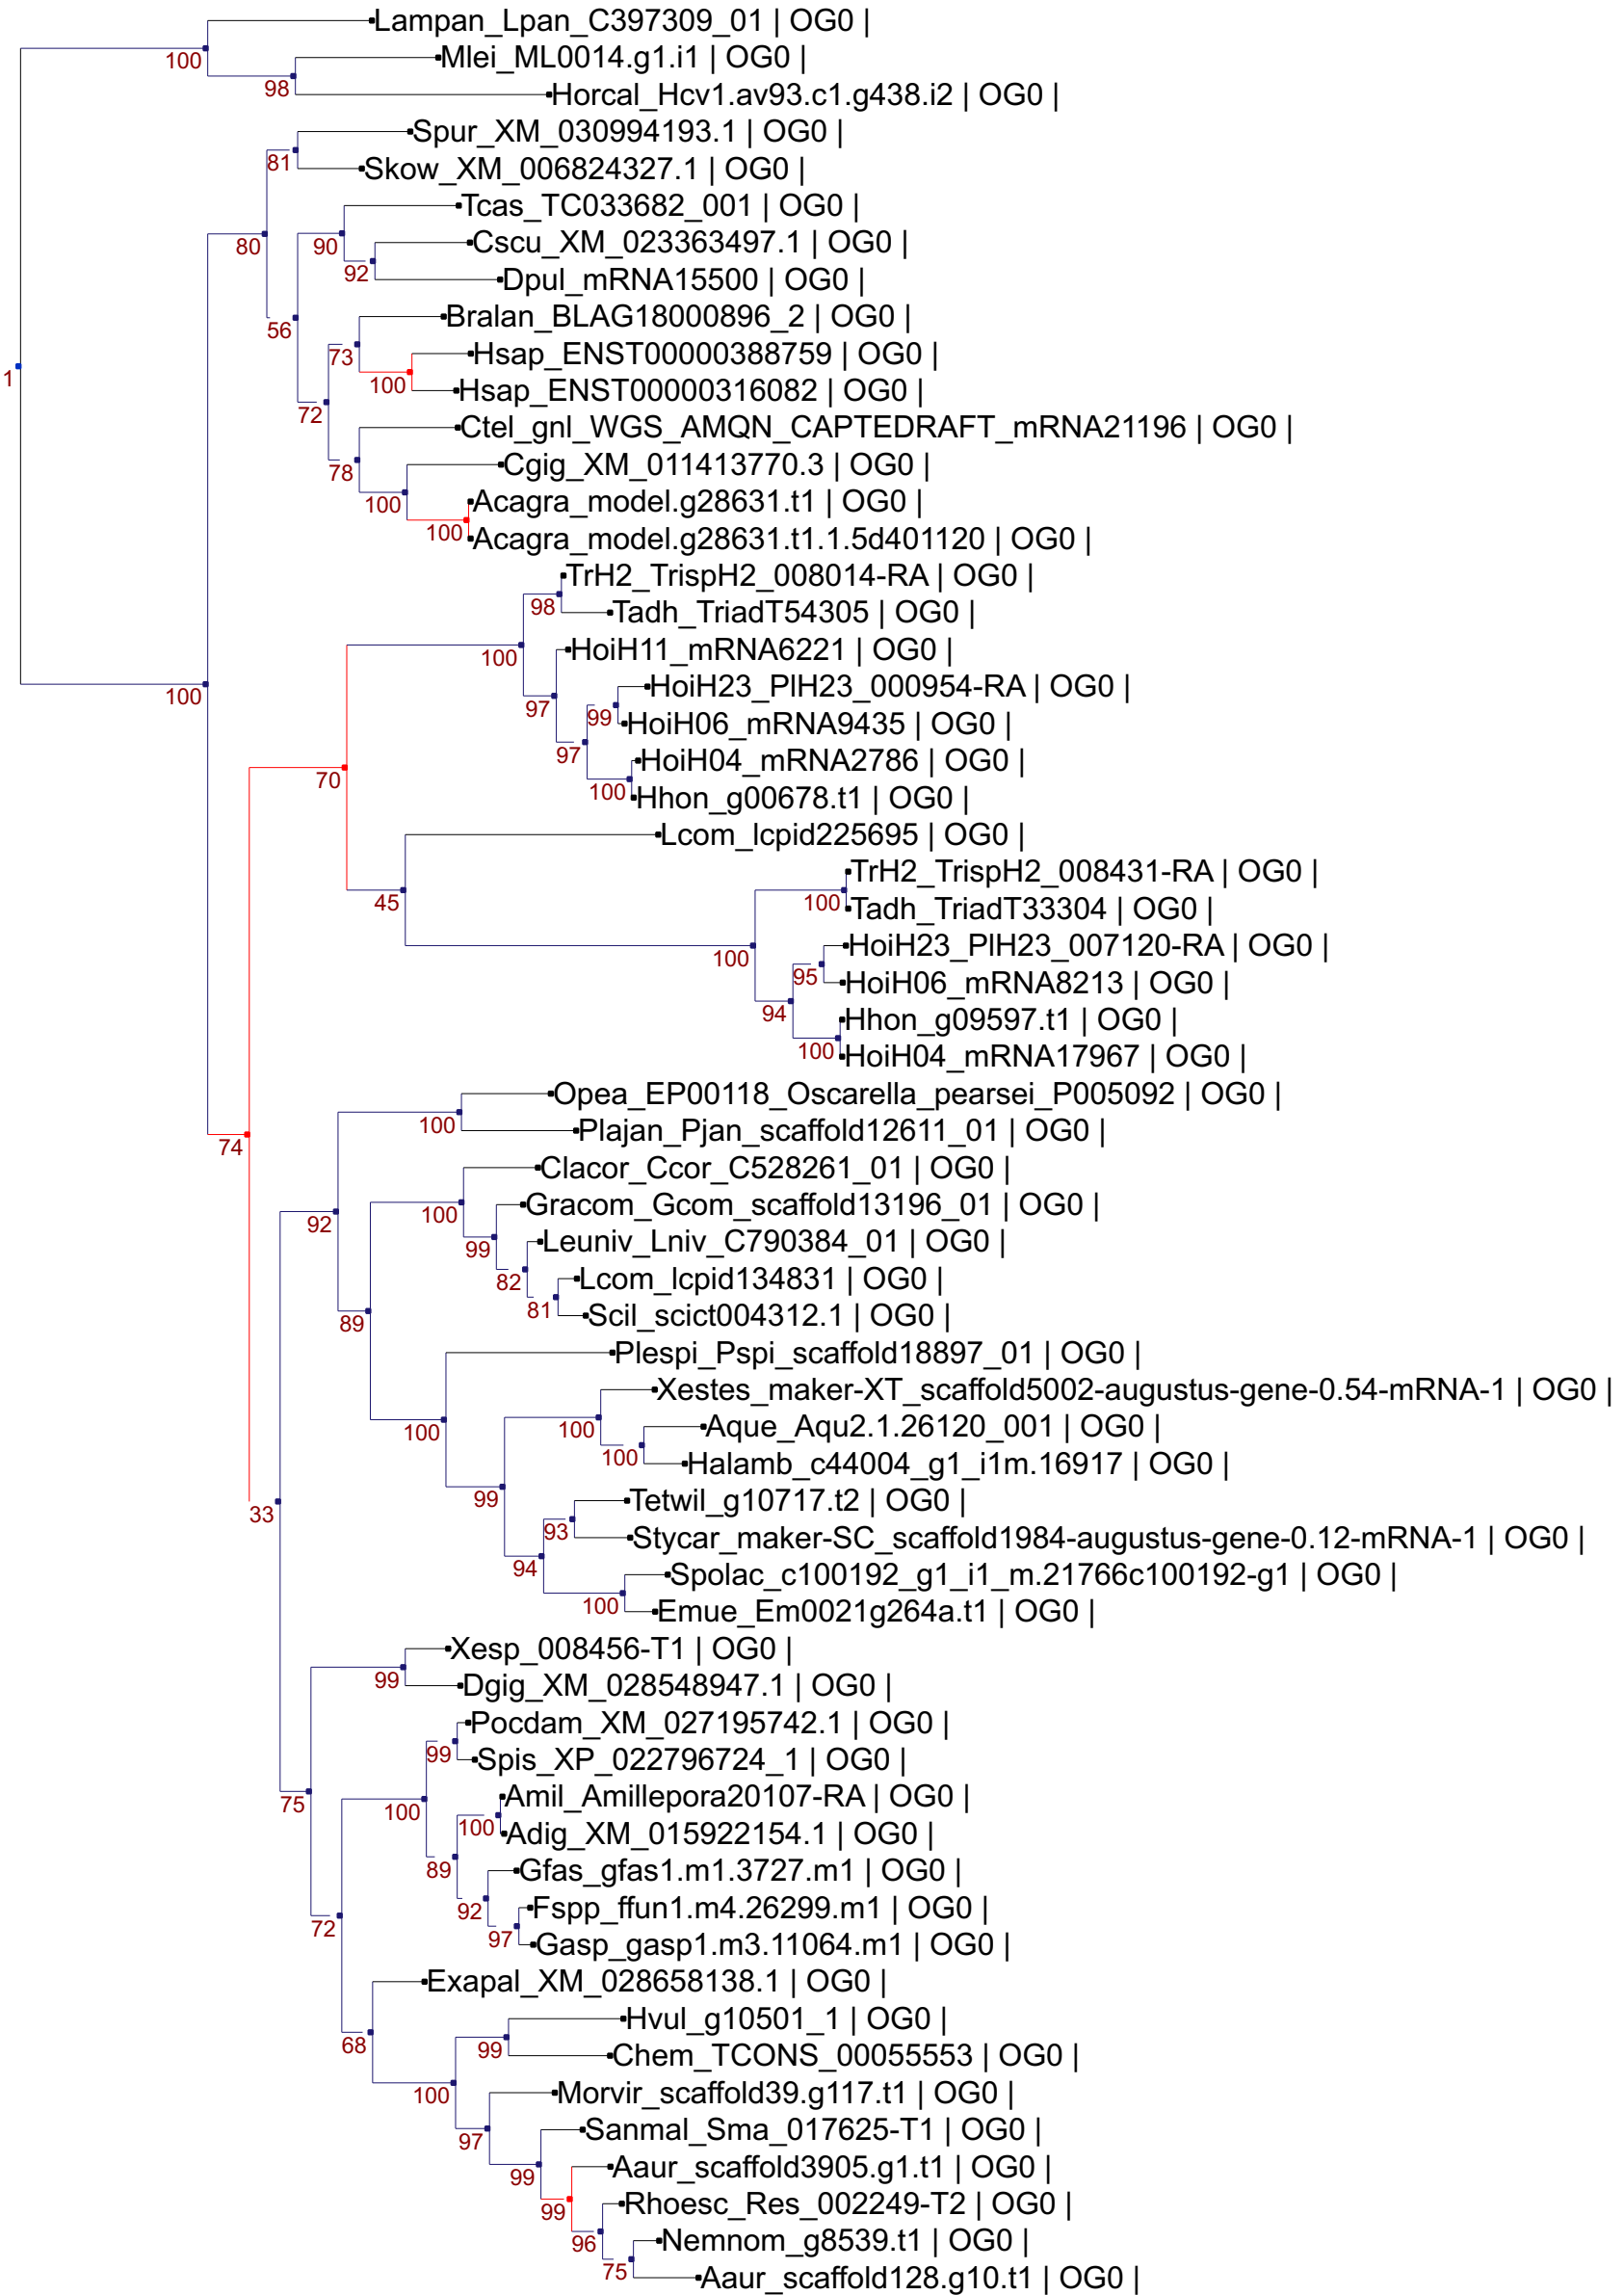 Lampan_Lpan_C397309_01 | OG0 |
100
Mlei_ML0014.g1.i1 | OG0 |
98
Horcal_Hcv1.av93.c1.g438.i2 | OG0 |
Spur_XM_030994193.1 | OG0 |
81
Skow_XM_006824327.1 | OG0 |
Tcas_TC033682_001 | OG0 |
80
90
Cscu_XM_023363497.1 | OG0 |
92
Dpul_mRNA15500 | OG0 |
Bralan_BLAG18000896_2 | OG0 |
56
73
Hsap_ENST00000388759 | OG0 |
1
100
Hsap_ENST00000316082 | OG0 |
72
Ctel_gnl_WGS_AMQN_CAPTEDRAFT_mRNA21196 | OG0 |
78
Cgig_XM_011413770.3 | OG0 |
100
Acagra_model.g28631.t1 | OG0 |
100
Acagra_model.g28631.t1.1.5d401120 | OG0 |
TrH2_TrispH2_008014-RA | OG0 |
98
Tadh_TriadT54305 | OG0 |
100
HoiH11_mRNA6221 | OG0 |
100
HoiH23_PlH23_000954-RA | OG0 |
97
99
HoiH06_mRNA9435 | OG0 |
97
HoiH04_mRNA2786 | OG0 |
70
100
Hhon_g00678.t1 | OG0 |
Lcom_lcpid225695 | OG0 |
TrH2_TrispH2_008431-RA | OG0 |
45
100
Tadh_TriadT33304 | OG0 |
HoiH23_PlH23_007120-RA | OG0 |
100
95
HoiH06_mRNA8213 | OG0 |
94
Hhon_g09597.t1 | OG0 |
100
HoiH04_mRNA17967 | OG0 |
Opea_EP00118_Oscarella_pearsei_P005092 | OG0 |
100
Plajan_Pjan_scaffold12611_01 | OG0 |
74
Clacor_Ccor_C528261_01 | OG0 |
Gracom_Gcom_scaffold13196_01 | OG0 |
92
100
Leuniv_Lniv_C790384_01 | OG0 |
99
Lcom_lcpid134831 | OG0 |
82
Scil_scict004312.1 | OG0 |
81
89
Plespi_Pspi_scaffold18897_01 | OG0 |
Xestes_maker-XT_scaffold5002-augustus-gene-0.54-mRNA-1 | OG0 |
100
100
Aque_Aqu2.1.26120_001 | OG0 |
100
Halamb_c44004_g1_i1m.16917 | OG0 |
99
Tetwil_g10717.t2 | OG0 |
33
93
Stycar_maker-SC_scaffold1984-augustus-gene-0.12-mRNA-1 | OG0 |
94
Spolac_c100192_g1_i1_m.21766c100192-g1 | OG0 |
100
Emue_Em0021g264a.t1 | OG0 |
Xesp_008456-T1 | OG0 |
99
Dgig_XM_028548947.1 | OG0 |
Pocdam_XM_027195742.1 | OG0 |
99
Spis_XP_022796724_1 | OG0 |
75
Amil_Amillepora20107-RA | OG0 |
100
100
Adig_XM_015922154.1 | OG0 |
89
Gfas_gfas1.m1.3727.m1 | OG0 |
92
Fspp_ffun1.m4.26299.m1 | OG0 |
72
97
Gasp_gasp1.m3.11064.m1 | OG0 |
Exapal_XM_028658138.1 | OG0 |
Hvul_g10501_1 | OG0 |
68
99
Chem_TCONS_00055553 | OG0 |
100
Morvir_scaffold39.g117.t1 | OG0 |
97
Sanmal_Sma_017625-T1 | OG0 |
99
Aaur_scaffold3905.g1.t1 | OG0 |
99
Rhoesc_Res_002249-T2 | OG0 |
96
Nemnom_g8539.t1 | OG0 |
75
Aaur_scaffold128.g10.t1 | OG0 |